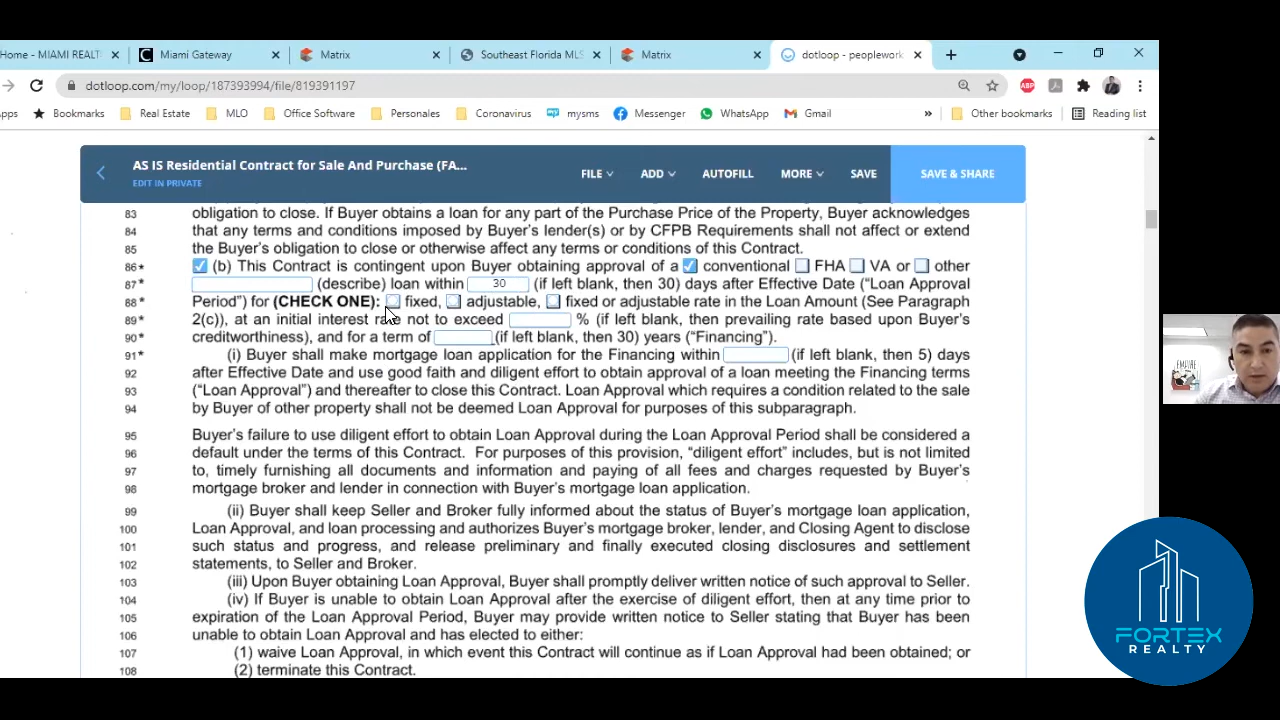 Home - MIAMI REALT
Miami Gateway
Matrix
Southeast Florida MLS
Matrix
dotloop - peoplework
dotloop.com/my/loop/187393994/file/819391197
ABP
pps
Bookmarks
Real Estate
MLO
Office Software
Personales
Coronavirus
mysms
Messenger
WhatsApp
Gmail
»
Other bookmarks
Reading list
AS IS Residential Contract for Sale And Purchase (FA...
EDIT IN PRIVATE
FILE
ADD
AUTOFILL
MORE
SAVE
SAVE & SHARE
83 obligation to close. If Buyer obtains a loan for any part of the Purchase Price of the Property, Buyer acknowledges
84 that any terms and conditions imposed by Buyer's lender(s) or by CFPB Requirements shall not affect or extend
85 the Buyer's obligation to close or otherwise affect any terms or conditions of this Contract.
86* (b) This Contract is contingent upon Buyer obtaining approval of a conventional FHA VA or other
87* (describe) loan within 30 (if left blank, then 30) days after Effective Date ("Loan Approval
88* Period") for (CHECK ONE): fixed, adjustable, fixed or adjustable rate in the Loan Amount (See Paragraph
89* 2(c)), at an initial interest rate not to exceed % (if left blank, then prevailing rate based upon Buyer's
90* creditworthiness), and for a term of (if left blank, then 30) years ("Financing").
91* (i) Buyer shall make mortgage loan application for the Financing within (if left blank, then 5) days
92 after Effective Date and use good faith and diligent effort to obtain approval of a loan meeting the Financing terms
93 ("Loan Approval") and thereafter to close this Contract. Loan Approval which requires a condition related to the sale
94 by Buyer of other property shall not be deemed Loan Approval for purposes of this subparagraph.
95 Buyer's failure to use diligent effort to obtain Loan Approval during the Loan Approval Period shall be considered a
96 default under the terms of this Contract. For purposes of this provision, "diligent effort" includes, but is not limited
97 to, timely furnishing all documents and information and paying of all fees and charges requested by Buyer's
98 mortgage broker and lender in connection with Buyer's mortgage loan application.
99 (ii) Buyer shall keep Seller and Broker fully informed about the status of Buyer's mortgage loan application,
100 Loan Approval, and loan processing and authorizes Buyer's mortgage broker, lender, and Closing Agent to disclose
101 such status and progress, and release preliminary and finally executed closing disclosures and settlement
102 statements, to Seller and Broker.
103 (iii) Upon Buyer obtaining Loan Approval, Buyer shall promptly deliver written notice of such approval to Seller.
104 (iv) If Buyer is unable to obtain Loan Approval after the exercise of diligent effort, then at any time prior to
105 expiration of the Loan Approval Period, Buyer may provide written notice to Seller stating that Buyer has been
106 unable to obtain Loan Approval and has elected to either:
107 (1) waive Loan Approval, in which event this Contract will continue as if Loan Approval had been obtained; or
108 (2) terminate this Contract.
EMPIRE
FORTEX
REALTY